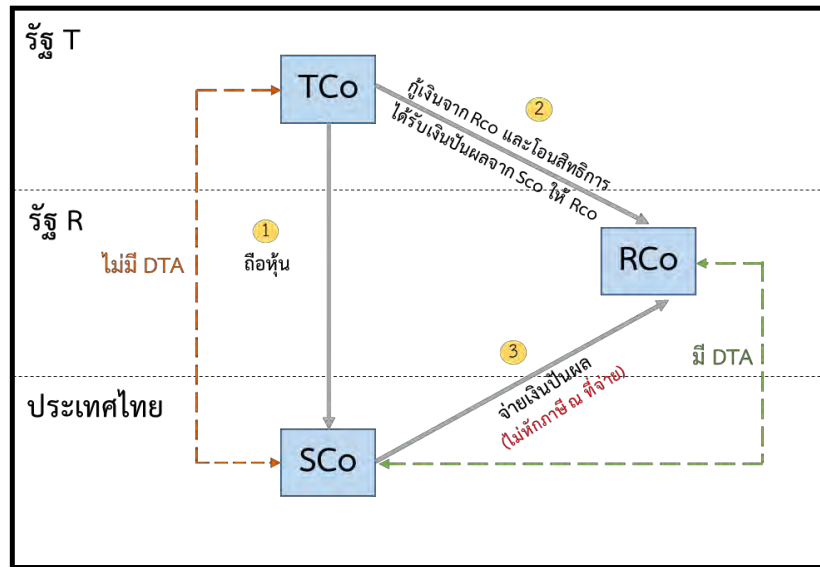 รัฐ T
TCo
2
กู้เงินจาก Rco และโอนสิทธิการ
ได้รับเงินปันผลจาก Sco ให้ Rco
รัฐ R
1
ถือหุ้น
ไม่มี DTA
RCo
3
มี DTA
จ่ายเงินปันผล
(ไม่หักภาษี ณ ที่จ่าย)
ประเทศไทย
SCo